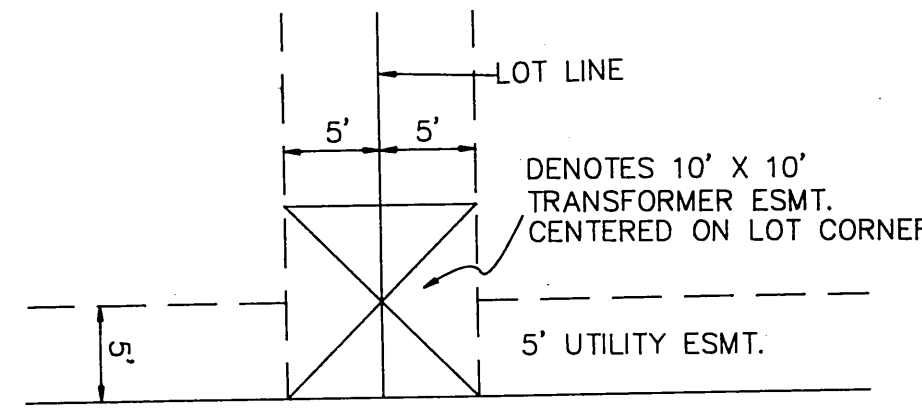 LOT LINE
5' 5'
DENOTES 10' X 10'
TRANSFORMER ESMT.
CENTERED ON LOT CORNER
5'
5' UTILITY ESMT.